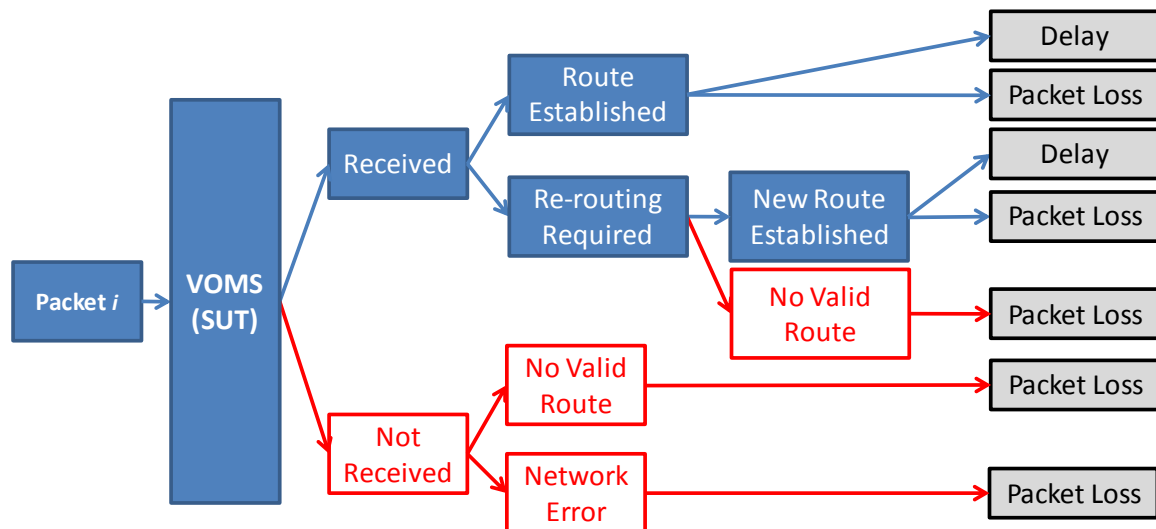 Packet i
VOMS
(SUT)
Received
Not
Received
Route
Established
Re-routing
Required
No Valid
Route
Network
Error
New Route
Established
No Valid
Route
Delay
Packet Loss
Delay
Packet Loss
Packet Loss
Packet Loss
Packet Loss